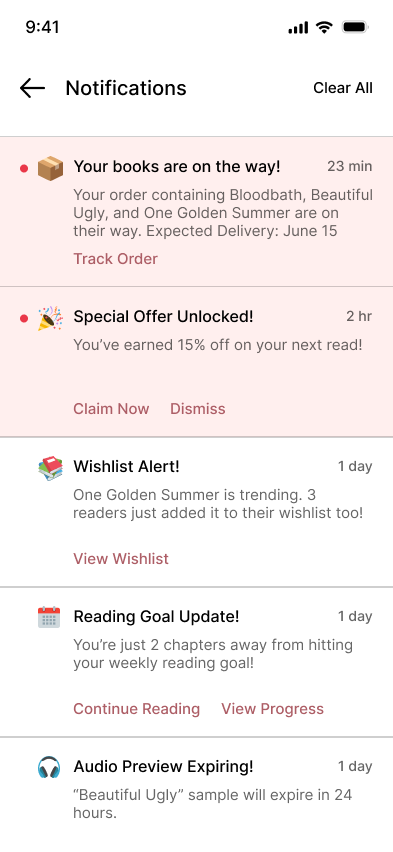 9:41
Notifications
Clear All
Your books are on the way!
23 min
Your order containing Bloodbath, Beautiful
Ugly, and One Golden Summer are on
their way. Expected Delivery: June 15
Track Order
Special Offer Unlocked!
2 hr
You’ve earned 15% off on your next read!
Claim Now
Dismiss
Wishlist Alert!
1 day
One Golden Summer is trending. 3
readers just added it to their wishlist too!
View Wishlist
Reading Goal Update!
1 day
You’re just 2 chapters away from hitting
your weekly reading goal!
Continue Reading
View Progress
Audio Preview Expiring!
1 day
“Beautiful Ugly” sample will expire in 24
hours.